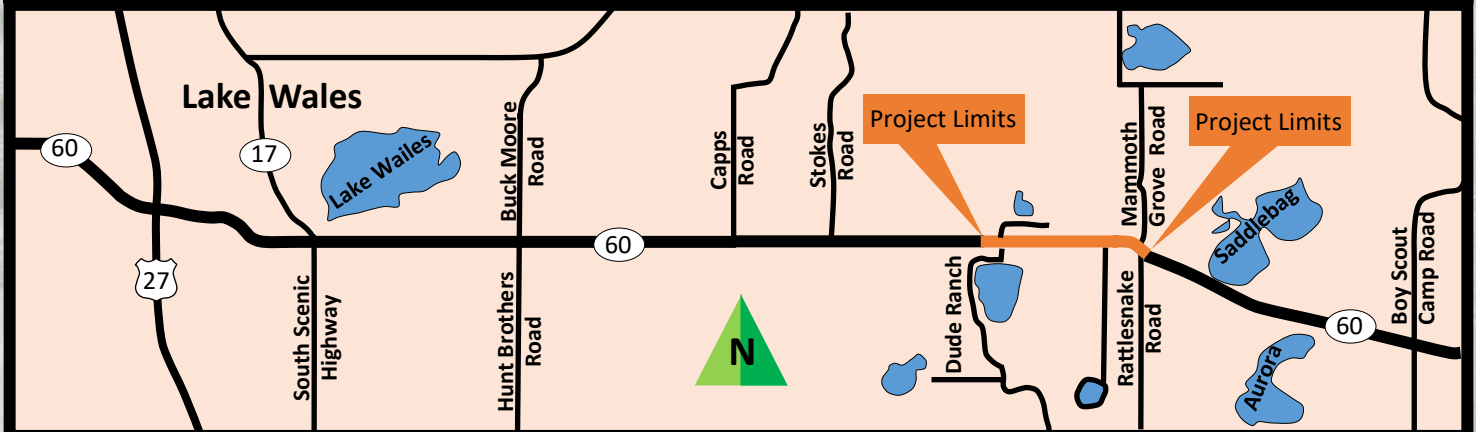 60
27
Lake Wales
17
Lake Wailes
South Scenic
Highway
Buck Moore
Road
Hunt Brothers
Road
60
Capps
Road
Stokes
Road
N
Project Limits
Dude Ranch
Mammoth
Grove Road
Rattlesnake
Road
Project Limits
Saddlebag
Aurora
60
Boy Scout
Camp Road